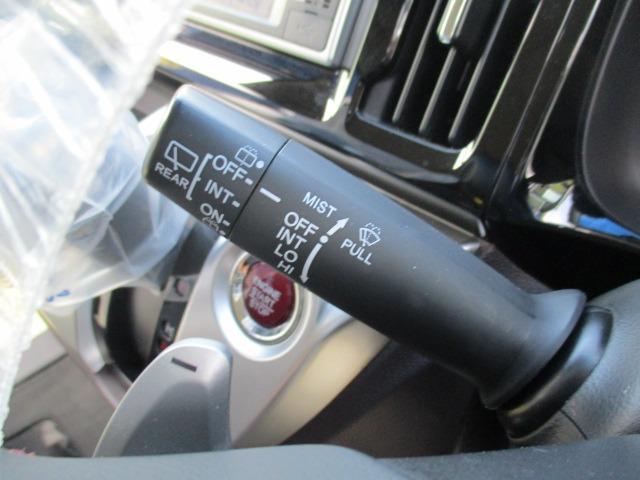 REAR
OFF-
INT-
ON-
MIST
OFF
INT
LO
HI
PULL
ENGINE
START
STOP